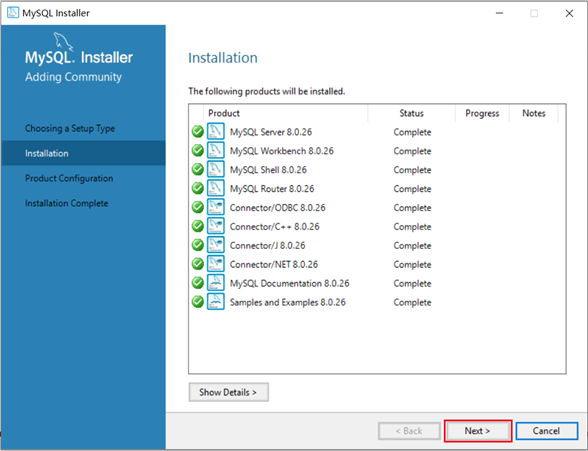 MySQL Installer
MySQL. Installer
Adding Community
Choosing a Setup Type
Installation
Product Configuration
Installation Complete
Installation
The following products will be installed.
Product Status Progress Notes
MySQL Server 8.0.26 Complete
MySQL Workbench 8.0.26 Complete
MySQL Shell 8.0.26 Complete
MySQL Router 8.0.26 Complete
Connector/ODBC 8.0.26 Complete
Connector/C++ 8.0.26 Complete
Connector/J 8.0.26 Complete
Connector/NET 8.0.26 Complete
MySQL Documentation 8.0.26 Complete
Samples and Examples 8.0.26 Complete
Show Details >
< Back Next > Cancel